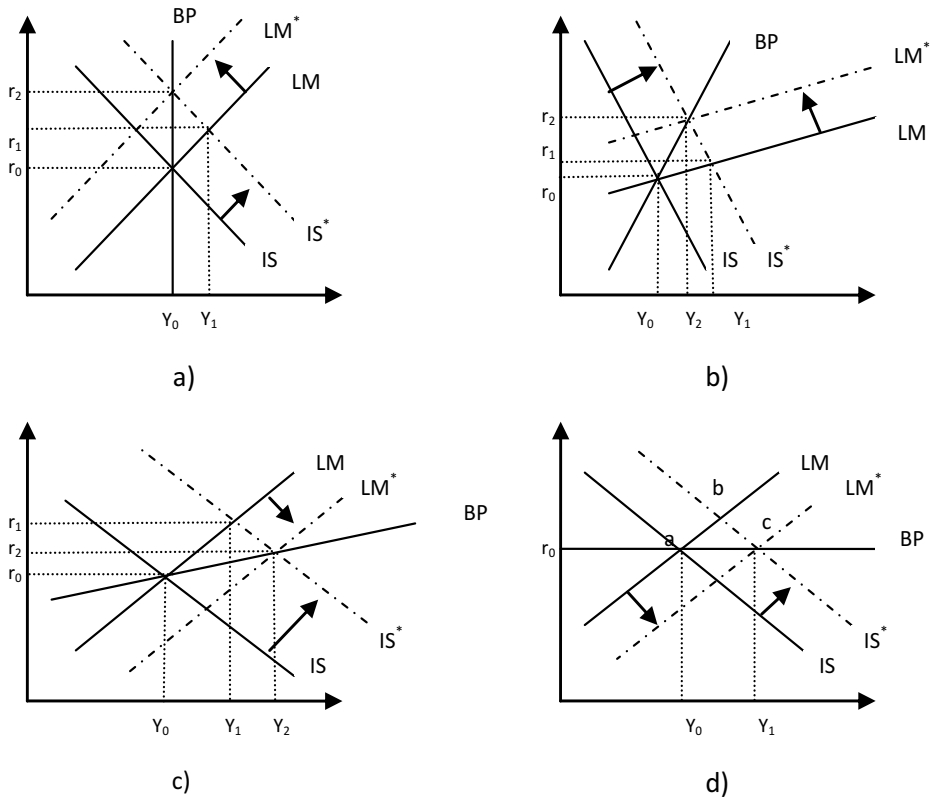 BP
LM*
LM
r₂
r₁
r₀
IS*
IS
Y₀ Y₁
a)
BP
LM*
LM
r₂
r₁
r₀
IS IS*
Y₀ Y₂ Y₁
b)
LM
LM*
BP
r₁
r₂
r₀
IS*
IS
Y₀ Y₁ Y₂
c)
LM
b LM*
c
a BP
r₀
IS*
IS
Y₀ Y₁
d)